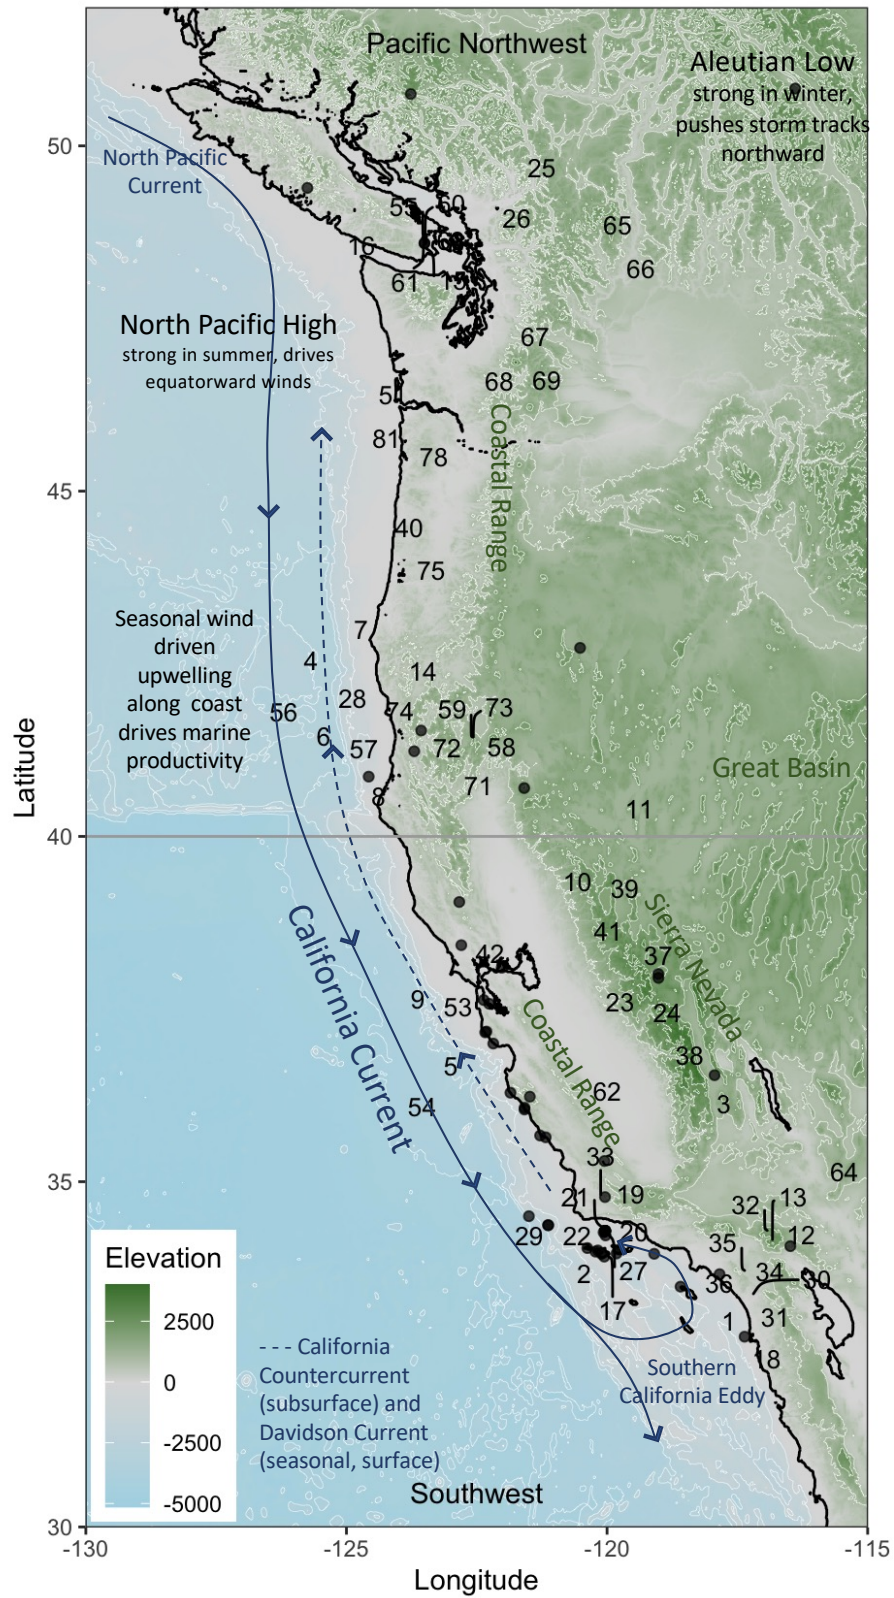 Pacific Northwest
Aleutian Low
strong in winter,
pushes storm tracks
northward
50
North Pacific
Current
25
55
60
26
65
16
66
61
15
North Pacific High
strong in summer, drives
equatorward winds
67
68
69
51
81
78
Coastal Range
45
40
75
Seasonal wind
driven
upwelling
along coast
drives marine
productivity
7
4
14
28
56
74
59
73
6
57
72
58
Great Basin
71
8
11
Latitude
40
10
39
Sierra Nevada
41
42
37
California Current
9
53
Coastal Range
23
24
5
38
54
62
3
33
35
64
21
19
32
13
29
22
20
35
12
2
27
36
34
30
17
1
31
18
Elevation
2500
0
-2500
-5000
- - - California
Countercurrent
(subsurface) and
Davidson Current
(seasonal, surface)
Southern
California Eddy
Southwest
30
-130
-125
-120
-115
Longitude